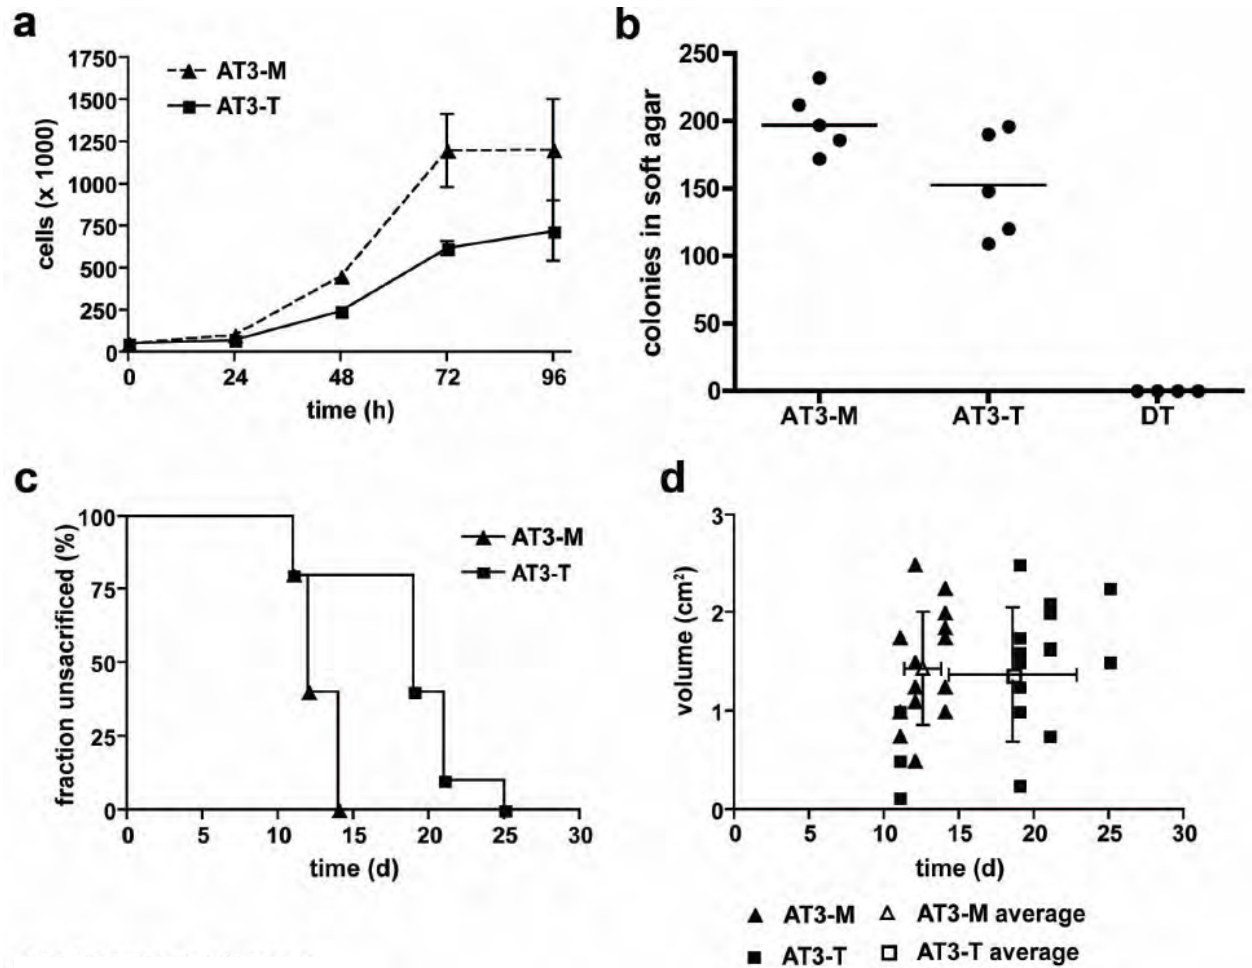 a
1750
1500
1250
1000
750
500
250
0
cells (x 1000)
AT3-M
AT3-T
0 24 48 72 96
time (h)
b
250
200
150
100
50
0
colonies in soft agar
AT3-M AT3-T DT
c
100
75
50
25
0
fraction unsacrificed (%)
AT3-M
AT3-T
0 5 10 15 20 25 30
time (d)
d
3
2
1
0
volume (cm²)
0 5 10 15 20 25 30
time (d)
AT3-M AT3-M average
AT3-T AT3-T average